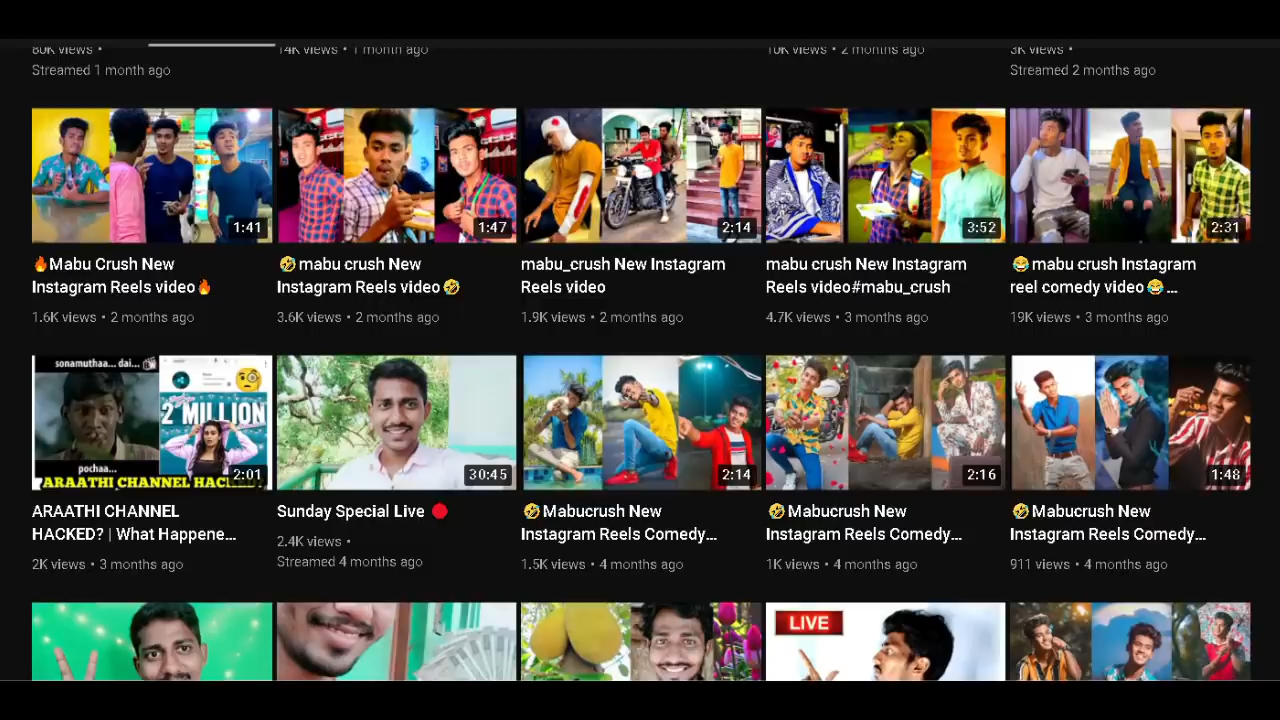 80K views •
14K views • 1 month ago
10K views • 2 months ago
3K views •
Streamed 1 month ago
Streamed 2 months ago
1:41
1:47
2:14
3:52
2:31
🔥Mabu Crush New
Instagram Reels video🔥
🤣mabu crush New
Instagram Reels video🤣
mabu_crush New Instagram
Reels video
mabu crush New Instagram
Reels video#mabu_crush
😂mabu crush Instagram
reel comedy video😂...
1.6K views • 2 months ago
3.6K views • 2 months ago
1.9K views • 2 months ago
4.7K views • 3 months ago
19K views • 3 months ago
sonamuthaa... dai...
2 MILLION
pochaa...
2:01
ARAATHI CHANNEL HACKED?
30:45
2:14
2:16
1:48
ARAATHI CHANNEL
HACKED? | What Happene...
Sunday Special Live 🔴
🤣Mabucrush New
Instagram Reels Comedy...
🤣Mabucrush New
Instagram Reels Comedy...
🤣Mabucrush New
Instagram Reels Comedy...
2K views • 3 months ago
2.4K views •
Streamed 4 months ago
1.5K views • 4 months ago
1K views • 4 months ago
911 views • 4 months ago
LIVE